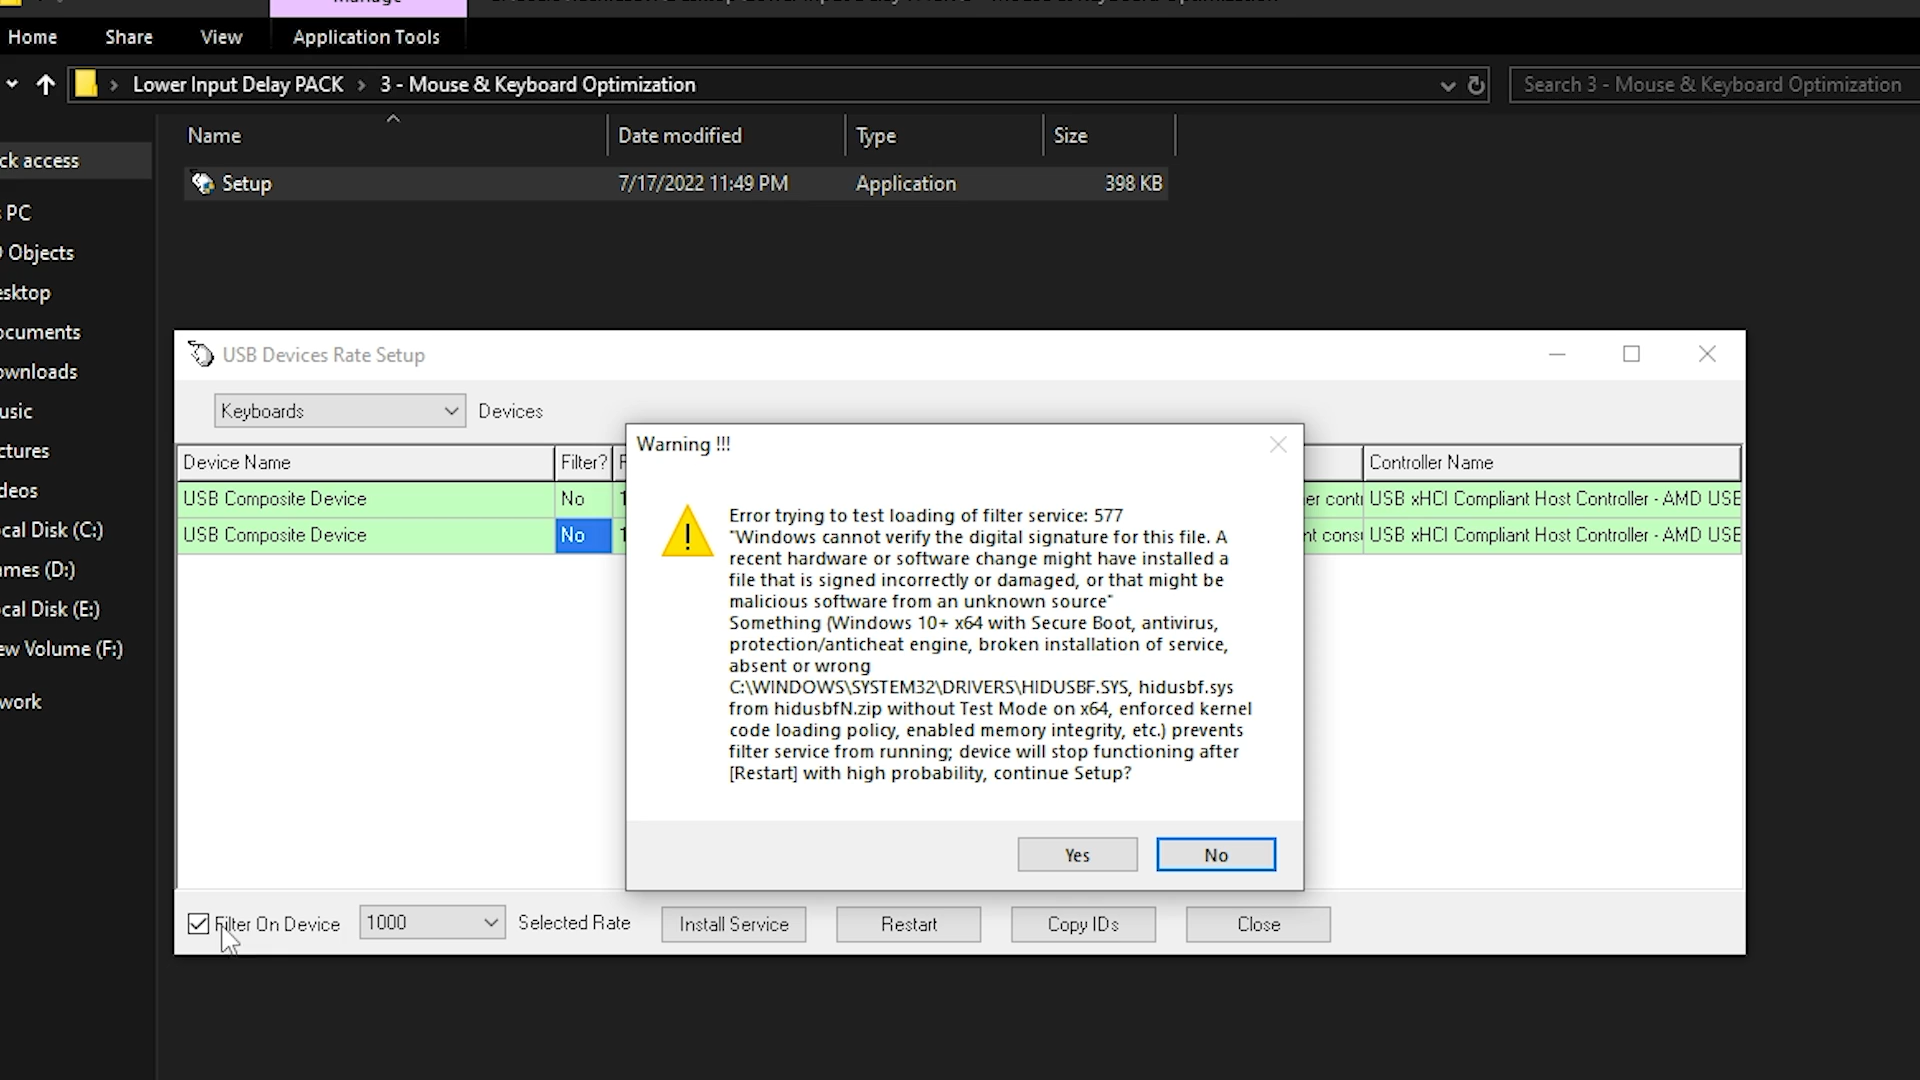 Home Share View Application Tools
Lower Input Delay PACK > 3 - Mouse & Keyboard Optimization
Search 3 - Mouse & Keyboard Optimization
Name Date modified Type Size
Setup 7/17/2022 11:49 PM Application 398 KB
ck access
PC
Objects
esktop
ocuments
ownloads
usic
ctures
deos
cal Disk (C:)
ames (D:)
cal Disk (E:)
ew Volume (F:)
work
USB Devices Rate Setup
Keyboards Devices
Device Name Filter? Controller Name
USB Composite Device No er contr USB xHCI Compliant Host Controller - AMD USE
USB Composite Device No nt consu USB xHCI Compliant Host Controller - AMD USE
Warning !!!
Error trying to test loading of filter service: 577
"Windows cannot verify the digital signature for this file. A
recent hardware or software change might have installed a
file that is signed incorrectly or damaged, or that might be
malicious software from an unknown source"
Something (Windows 10+ x64 with Secure Boot, antivirus,
protection/anticheat engine, broken installation of service,
absent or wrong
C:\WINDOWS\SYSTEM32\DRIVERS\HIDUSBF.SYS, hidusbf.sys
from hidusbfN.zip without Test Mode on x64, enforced kernel
code loading policy, enabled memory integrity, etc.) prevents
filter service from running; device will stop functioning after
[Restart] with high probability, continue Setup?
Yes No
Filter On Device 1000 Selected Rate Install Service Restart Copy IDs Close